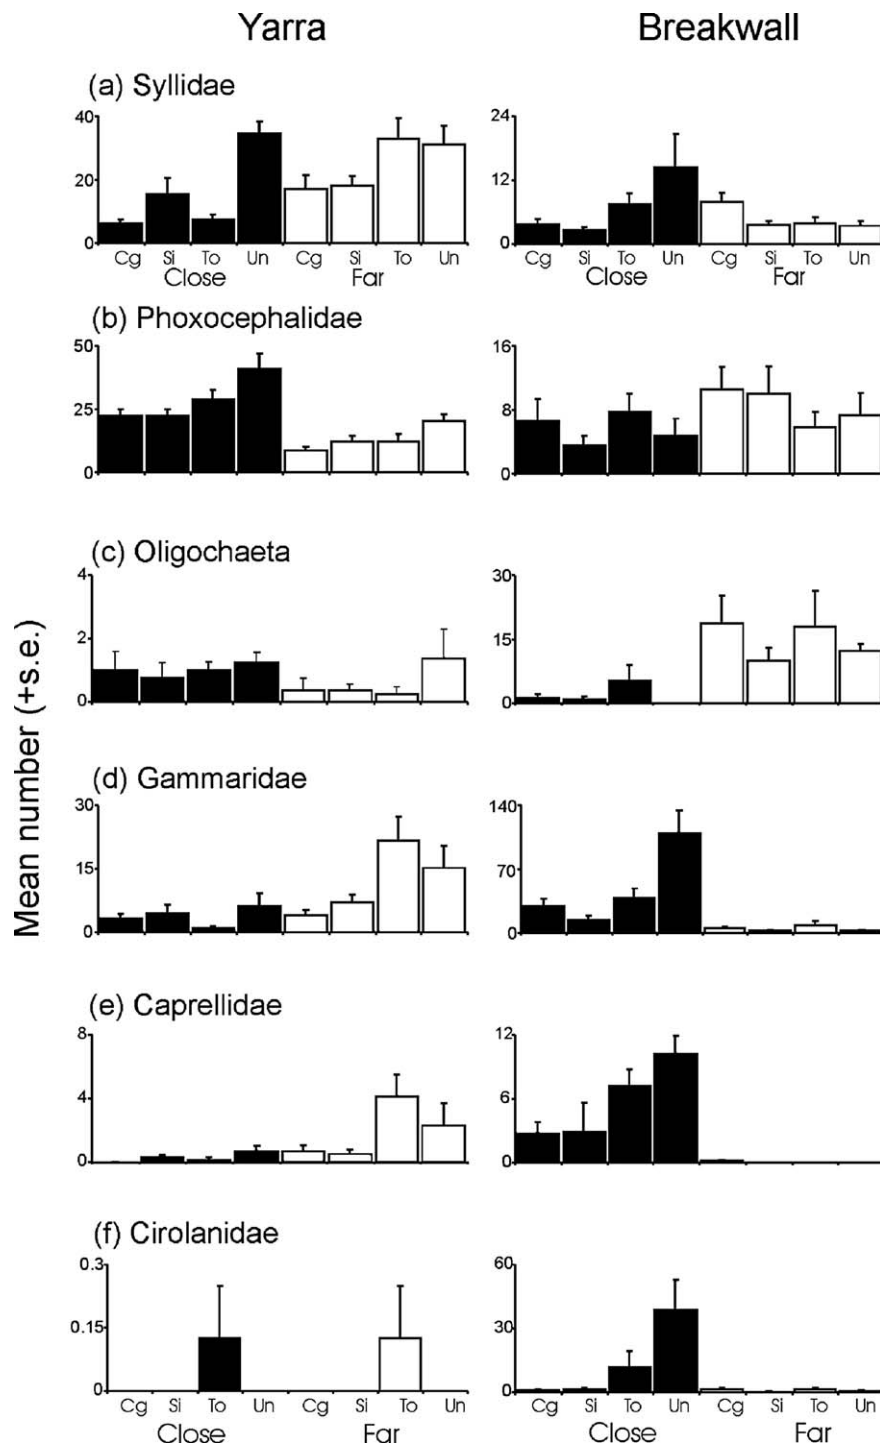 Yarra Breakwall
(a) Syllidae
40
20
0
Cg Si To Un Cg Si To Un
Close Far
24
12
0
Cg Si To Un Cg Si To Un
Close Far
(b) Phoxocephalidae
50
25
0
16
8
0
(c) Oligochaeta
4
2
0
30
15
0
Mean number (+s.e.)
(d) Gammaridae
30
15
0
140
70
0
(e) Caprellidae
8
4
0
12
6
0
(f) Cirolanidae
0.3
0.15
0
Cg Si To Un Cg Si To Un
Close Far
60
30
0
Cg Si To Un Cg Si To Un
Close Far